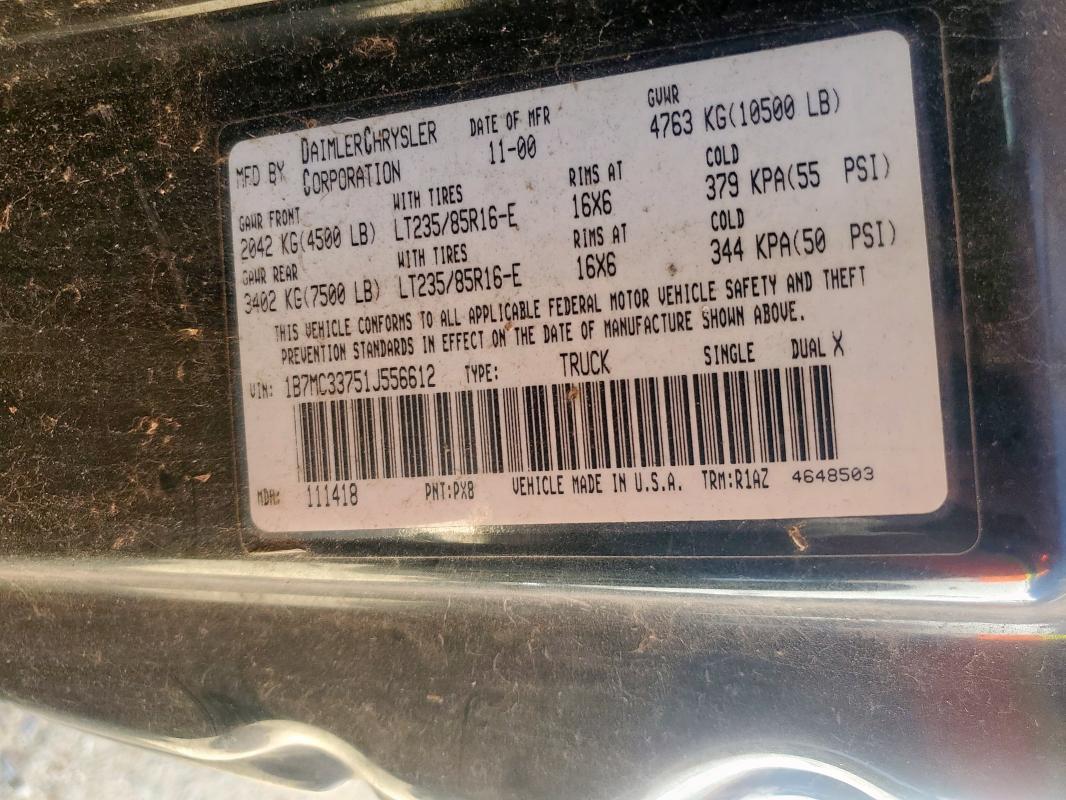 MFD BY DAIMLERCHRYSLER CORPORATION DATE OF MFR 11-00 GVWR 4763 KG(10500 LB)
GAWR FRONT WITH TIRES RIMS AT COLD
2042 KG(4500 LB) LT235/85R16-E 16X6 379 KPA(55 PSI)
GAWR REAR WITH TIRES RIMS AT COLD
3402 KG(7500 LB) LT235/85R16-E 16X6 344 KPA(50 PSI)
THIS VEHICLE CONFORMS TO ALL APPLICABLE FEDERAL MOTOR VEHICLE SAFETY AND THEFT
PREVENTION STANDARDS IN EFFECT ON THE DATE OF MANUFACTURE SHOWN ABOVE.
VIN: 1B7MC33751J556612 TYPE: TRUCK SINGLE DUAL X
MDH: 111418 PNT:PX8 VEHICLE MADE IN U.S.A. TRM:R1AZ 4648503